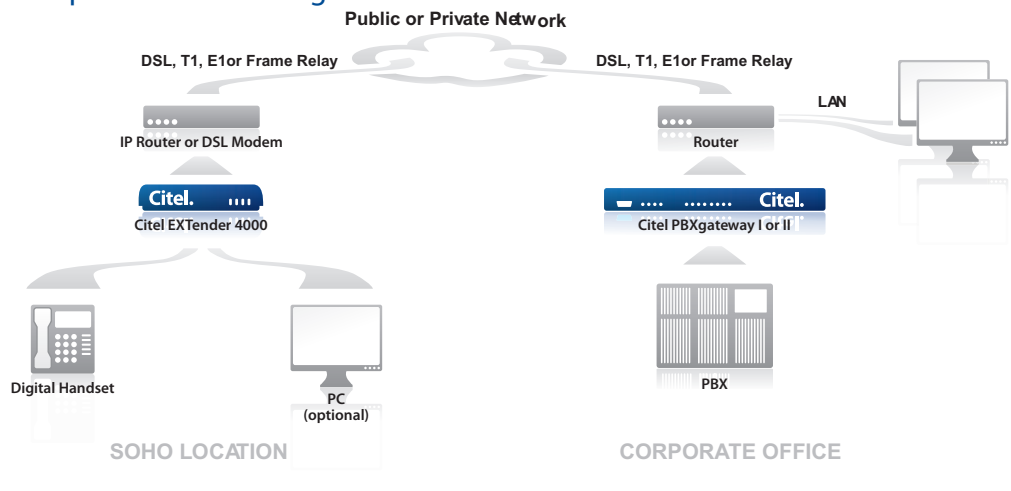 Public or Private Network
DSL, T1, E1or Frame Relay
DSL, T1, E1or Frame Relay
LAN
IP Router or DSL Modem
Router
Citel.
Citel.
Citel EXTender 4000
Citel PBXgateway I or II
Digital Handset
PC
(optional)
PBX
SOHO LOCATION
CORPORATE OFFICE